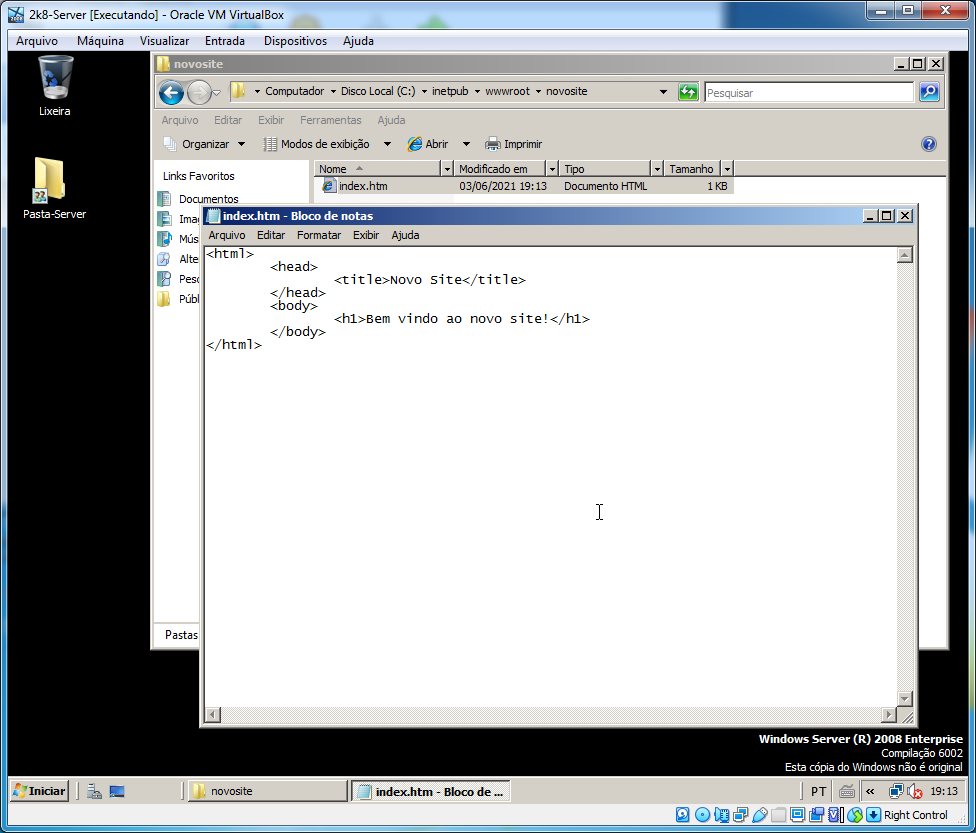 2k8-Server [Executando] - Oracle VM VirtualBox
Arquivo Máquina Visualizar Entrada Dispositivos Ajuda
Lixeira
Pasta-Server
novosite
Computador Disco Local (C:) inetpub wwwroot novosite
Pesquisar
Arquivo Editar Exibir Ferramentas Ajuda
Organizar Modos de exibição Abrir Imprimir
Links Favoritos
Documentos
Imag
Mús
Alte
Pesc
Públ
Pastas
Nome Modificado em Tipo Tamanho
index.htm 03/06/2021 19:13 Documento HTML 1 KB
index.htm - Bloco de notas
Arquivo Editar Formatar Exibir Ajuda
<html>
<head>
<title>Novo Site</title>
</head>
<body>
<h1>Bem vindo ao novo site!</h1>
</body>
</html>
Windows Server (R) 2008 Enterprise
Compilação 6002
Esta cópia do Windows não é original
Iniciar novosite index.htm - Bloco de ... PT « 19:13
Right Control